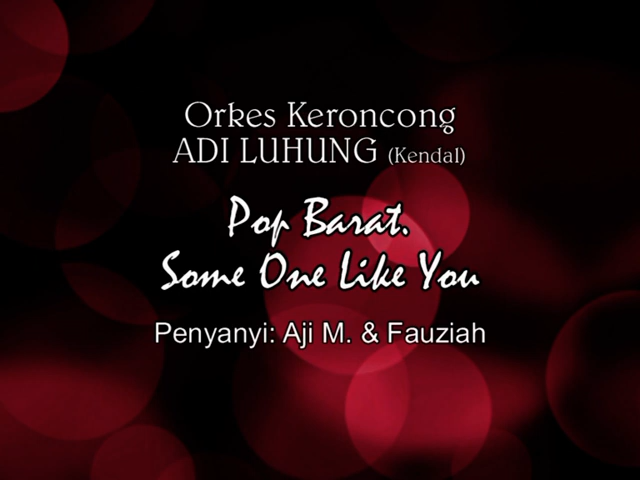 Orkes Keroncong
ADI LUHUNG (Kendal)
Pop Barat.
Some One Like You
Penyanyi: Aji M. & Fauziah